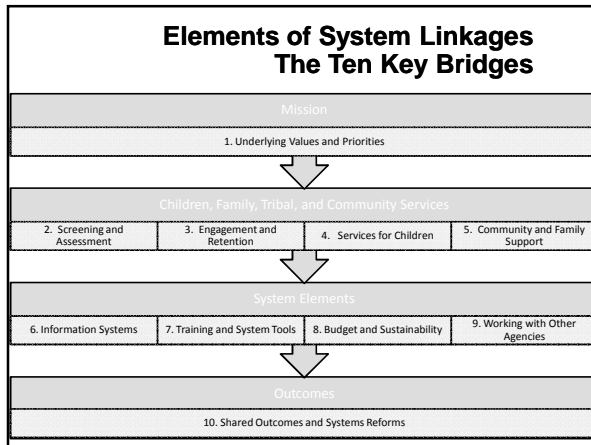 Elements of System Linkages
The Ten Key Bridges
Mission
1. Underlying Values and Priorities
Children, Family, Tribal, and Community Services
2. Screening and
Assessment
3. Engagement and
Retention
4. Services for Children
5. Community and Family
Support
System Elements
6. Information Systems
7. Training and System Tools
8. Budget and Sustainability
9. Working with Other
Agencies
Outcomes
10. Shared Outcomes and Systems Reforms